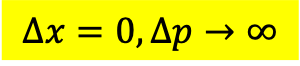 Δx = 0, Δp → ∞